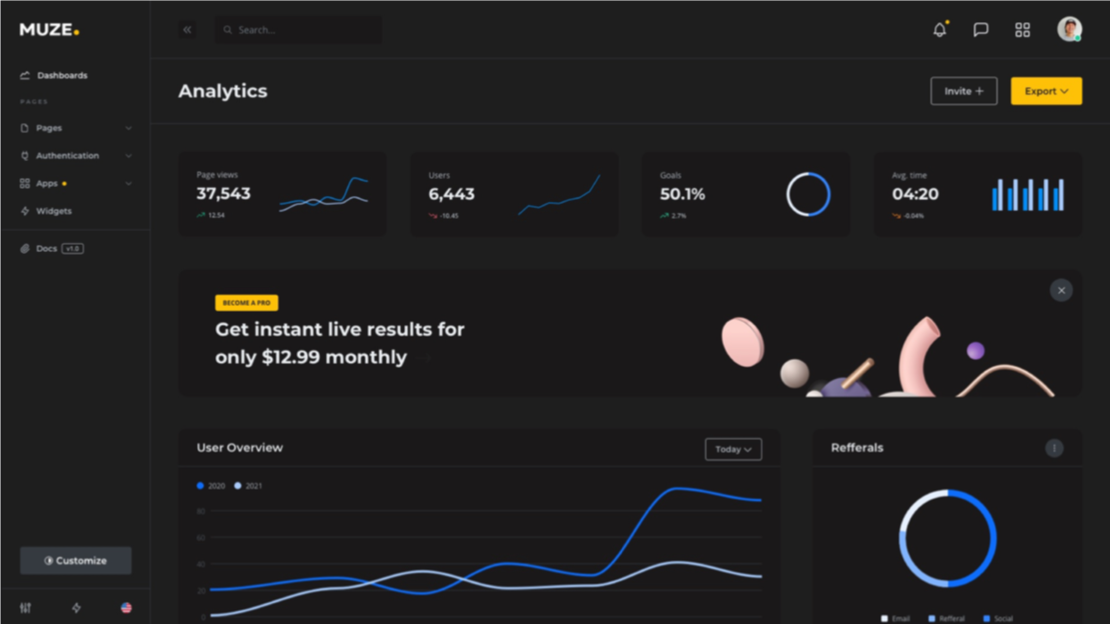 MUZE.
Search...
Dashboards
PAGES
Pages
Authentication
Apps
Widgets
Docs v1.0
Customize
Analytics
Invite +
Export
Page views
37,543
12.54
Users
6,443
-10.45
Goals
50.1%
2.7%
Avg. time
04:20
-0.04%
BECOME A PRO
Get instant live results for
only $12.99 monthly
User Overview
Today
2020 2021
80
60
40
20
0
Refferals
Email Refferal Social